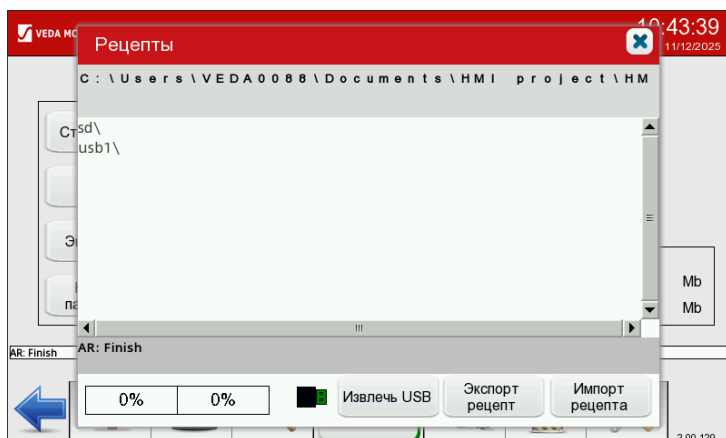 VEDA MC
10:43:39
11/12/2025
Рецепты
C:\Users\VEDA0088\Documents\HMI project\HM
sd\
usb1\
Ст
Э
па
Mb
Mb
AR: Finish
AR: Finish
0%
0%
Извлечь USB
Экспорт
рецепт
Импорт
рецепта
2.00.120